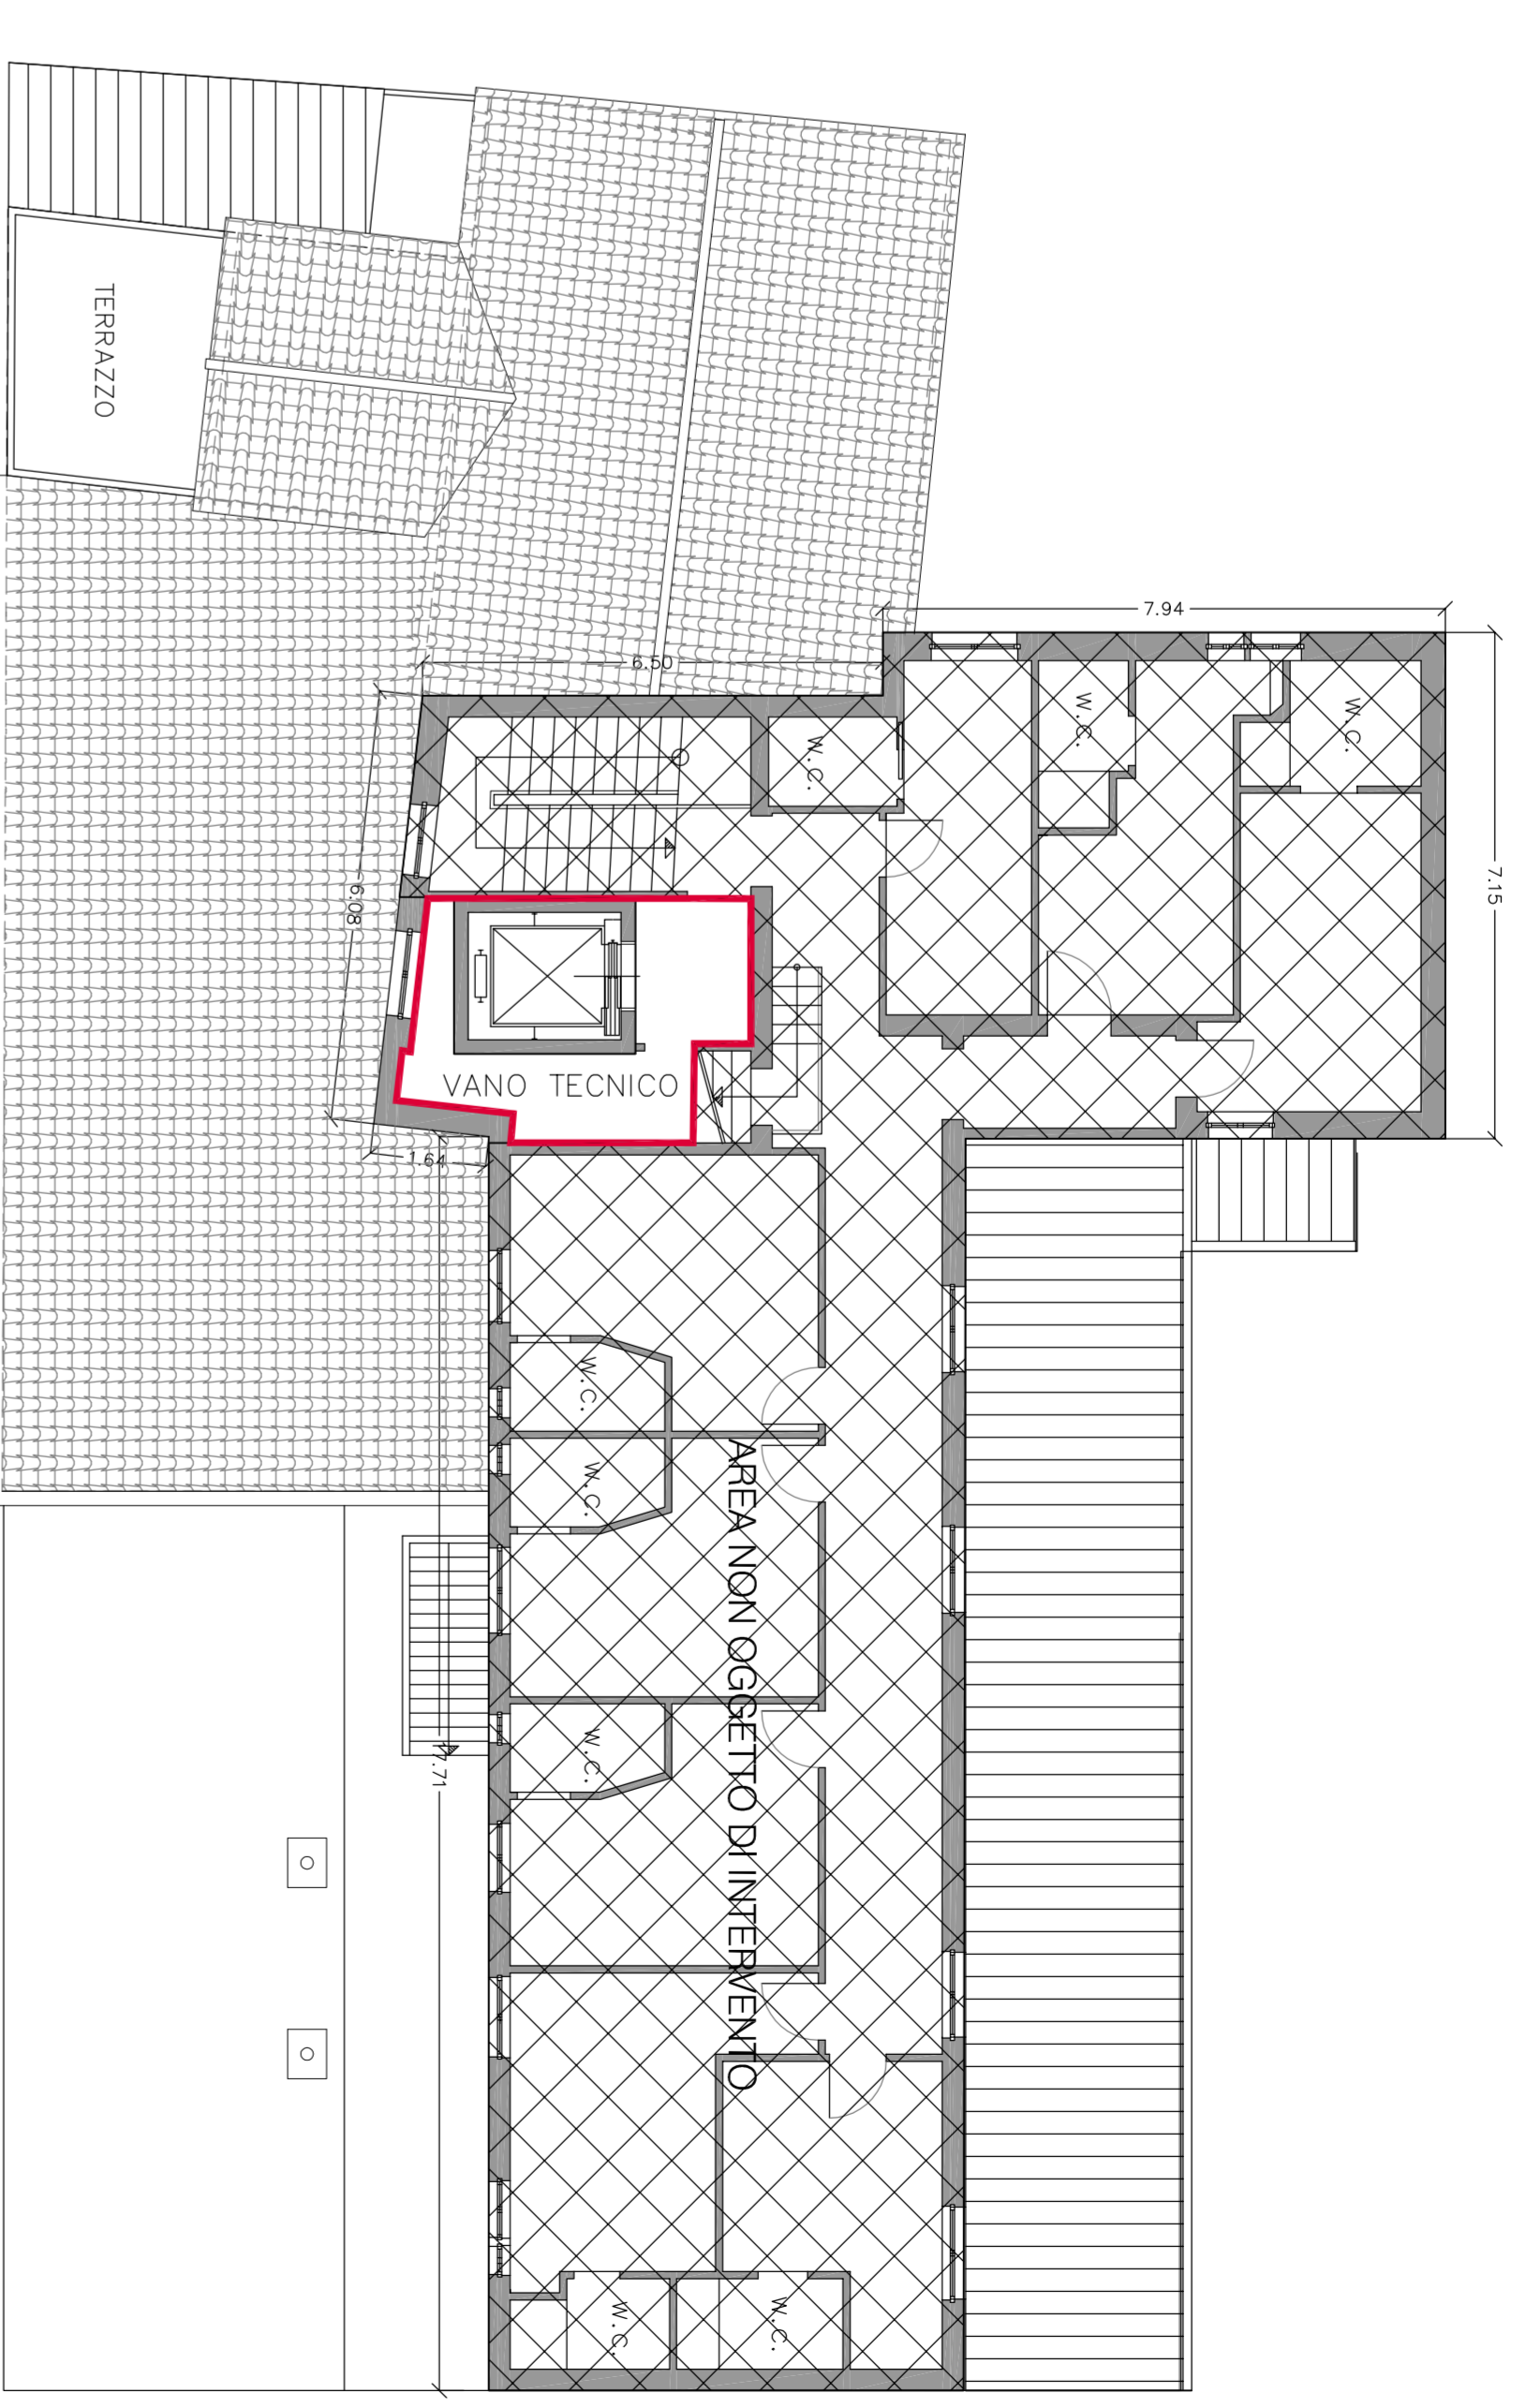 TERRAZZO
7.94
6.50
W.C.
W.C.
W.C.
7.15
6.08
VANO TECNICO
1.64
W.C.
W.C.
AREA NON OGGETTO DI INTERVENTO
W.C.
17.71
W.C.
W.C.